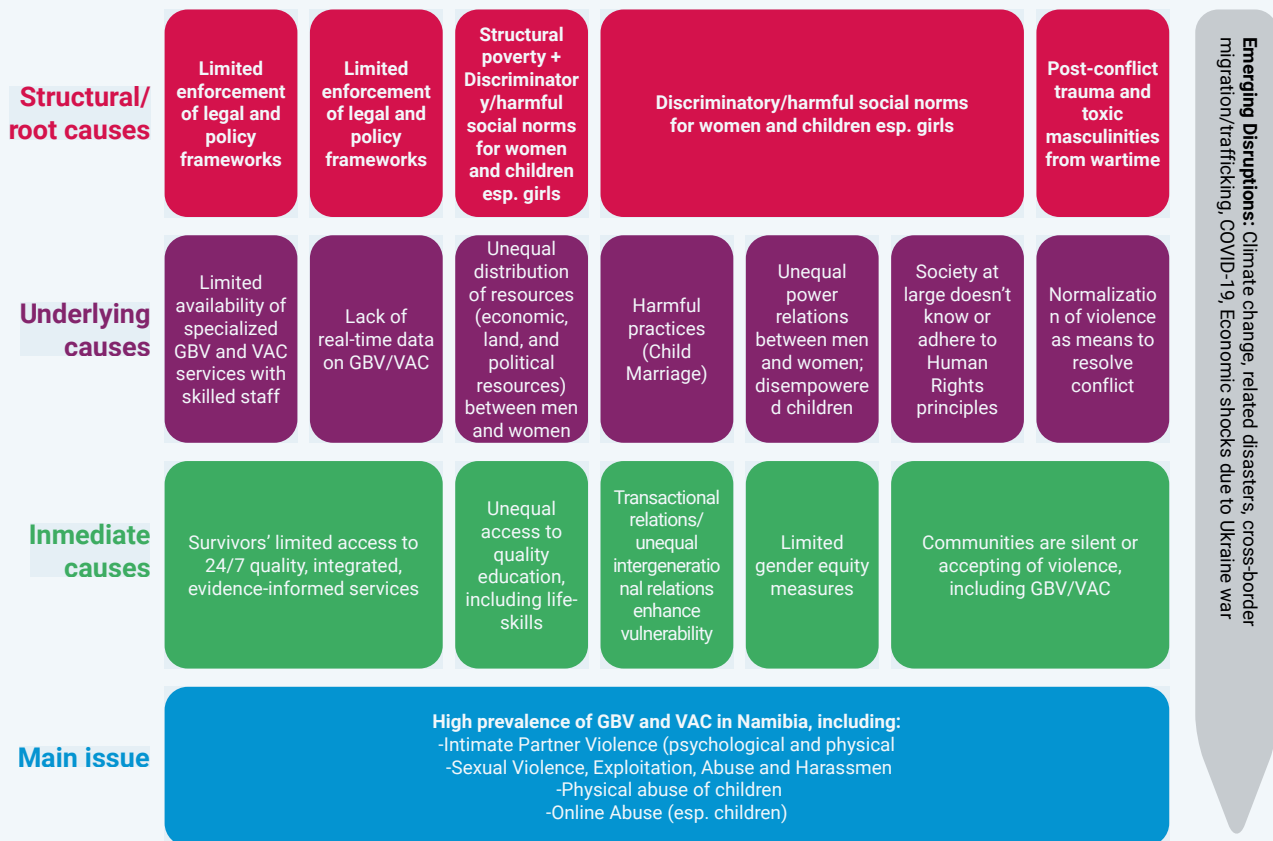 Structural/
root causes
Limited
enforcement
of legal and
policy
frameworks
Limited
enforcement
of legal and
policy
frameworks
Structural
poverty +
Discriminator
y/harmful
social norms
for women
and children
esp. girls
Discriminatory/harmful social norms
for women and children esp. girls
Post-conflict
trauma and
toxic
masculinities
from wartime
Underlying
causes
Limited
availability of
specialized
GBV and VAC
services with
skilled staff
Lack of
real-time data
on GBV/VAC
Unequal
distribution
of resources
(economic,
land, and
political
resources)
between men
and women
Harmful
practices
(Child
Marriage)
Unequal
power
relations
between men
and women;
disempowere
d children
Society at
large doesn't
know or
adhere to
Human
Rights
principles
Normalizatio
n of violence
as means to
resolve
conflict
Inmediate
causes
Survivors' limited access to
24/7 quality, integrated,
evidence-informed services
Unequal
access to
quality
education,
including life-
skills
Transactional
relations/
unequal
intergeneratio
nal relations
enhance
vulnerability
Limited
gender equity
measures
Communities are silent or
accepting of violence,
including GBV/VAC
Main issue
High prevalence of GBV and VAC in Namibia, including:
-Intimate Partner Violence (psychological and physical
-Sexual Violence, Exploitation, Abuse and Harassmen
-Physical abuse of children
-Online Abuse (esp. children)
Emerging Disruptions: Climate change, related disasters, cross-border
migration/trafficking, COVID-19, Economic shocks due to Ukraine war